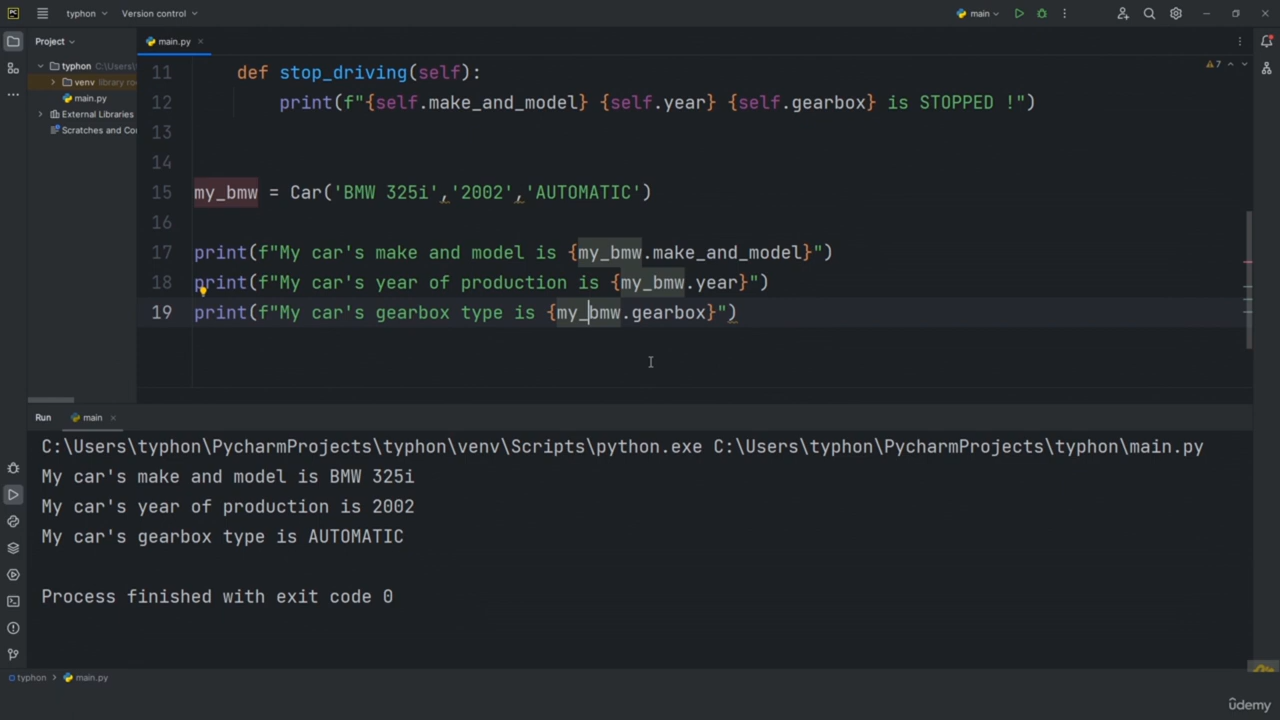 PC typhon Version control main
Project main.py
typhon C:\Users\
venv library ro
main.py
External Libraries
Scratches and Co
7
11 def stop_driving(self):
12 print(f"{self.make_and_model} {self.year} {self.gearbox} is STOPPED !")
13
14
15 my_bmw = Car('BMW 325i','2002','AUTOMATIC')
16
17 print(f"My car's make and model is {my_bmw.make_and_model}")
18 print(f"My car's year of production is {my_bmw.year}")
19 print(f"My car's gearbox type is {my_bmw.gearbox}")
Run main
C:\Users\typhon\PycharmProjects\typhon\venv\Scripts\python.exe C:\Users\typhon\PycharmProjects\typhon\main.py
My car's make and model is BMW 325i
My car's year of production is 2002
My car's gearbox type is AUTOMATIC
Process finished with exit code 0
typhon > main.py
ûdemy